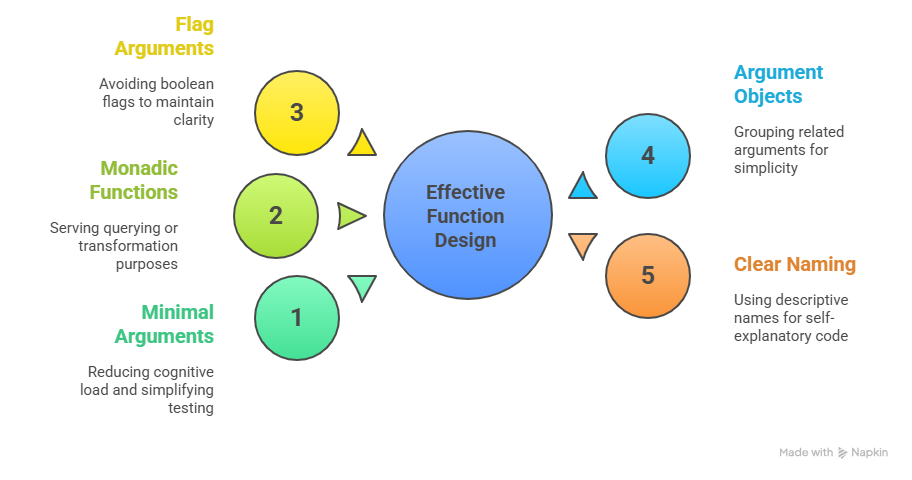 Flag
Arguments
Avoiding boolean
flags to maintain
clarity
3
Monadic
Functions
Serving querying or
transformation
purposes
2
Minimal
Arguments
Reducing cognitive
load and simplifying
testing
1
Effective
Function
Design
4
Argument
Objects
Grouping related
arguments for
simplicity
5
Clear Naming
Using descriptive
names for self-
explanatory code
Made with Napkin